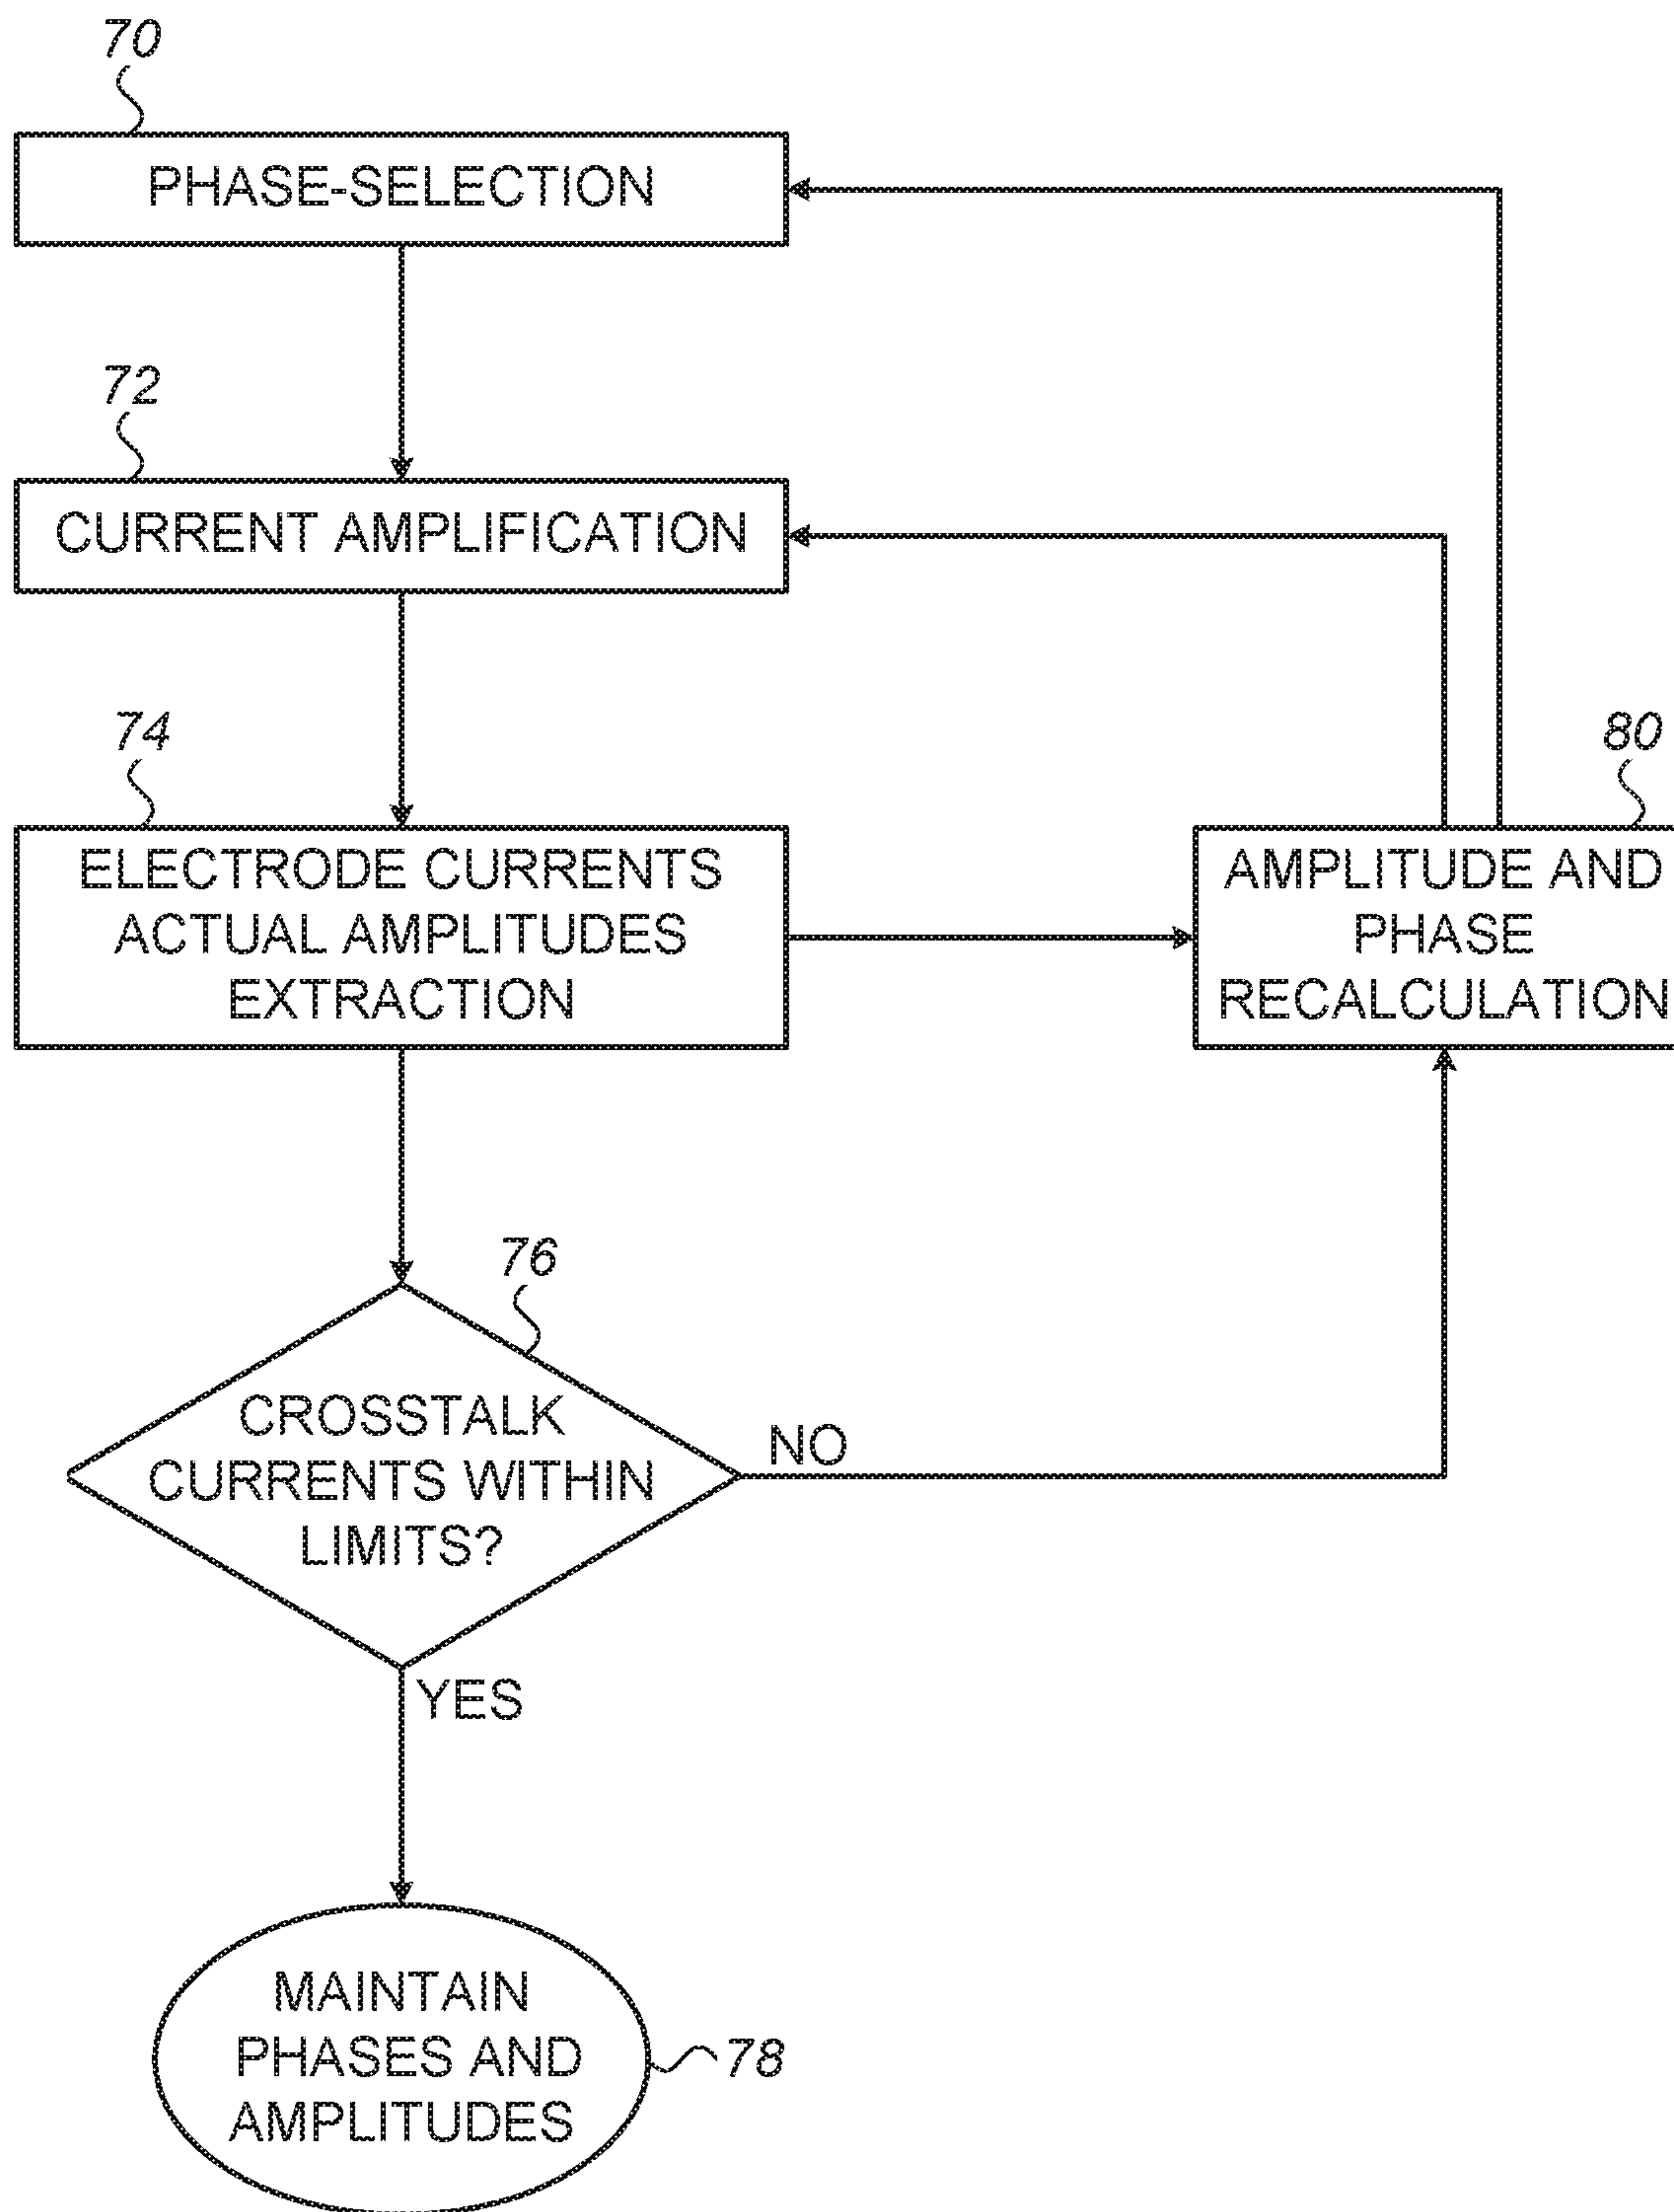 70
PHASE-SELECTION
72
CURRENT AMPLIFICATION
74
ELECTRODE CURRENTS
ACTUAL AMPLITUDES
EXTRACTION
80
AMPLITUDE AND
PHASE
RECALCULATION
76
CROSSTALK
CURRENTS WITHIN
LIMITS?
NO
YES
MAINTAIN
PHASES AND
AMPLITUDES
78